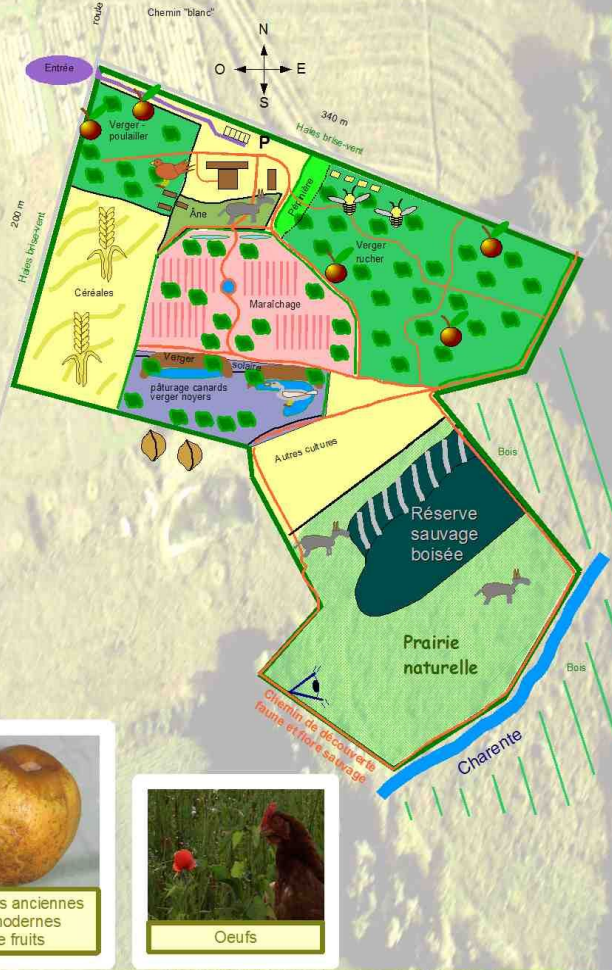 route
Chemin "blanc"
N
O
E
S
Entrée
340 m
Haies brise-vent
Verger -
poulailler
P
Pépinière
200 m
Haies brise-vent
Âne
Verger
rucher
Céréales
Maraîchage
Verger
solaire
pâturage canards
verger noyers
Autres cultures
Bois
Réserve
sauvage
boisée
Prairie
naturelle
Bois
Chemin de découverte
faune et flore sauvage
Charente
anciennes
fruits
Oeufs